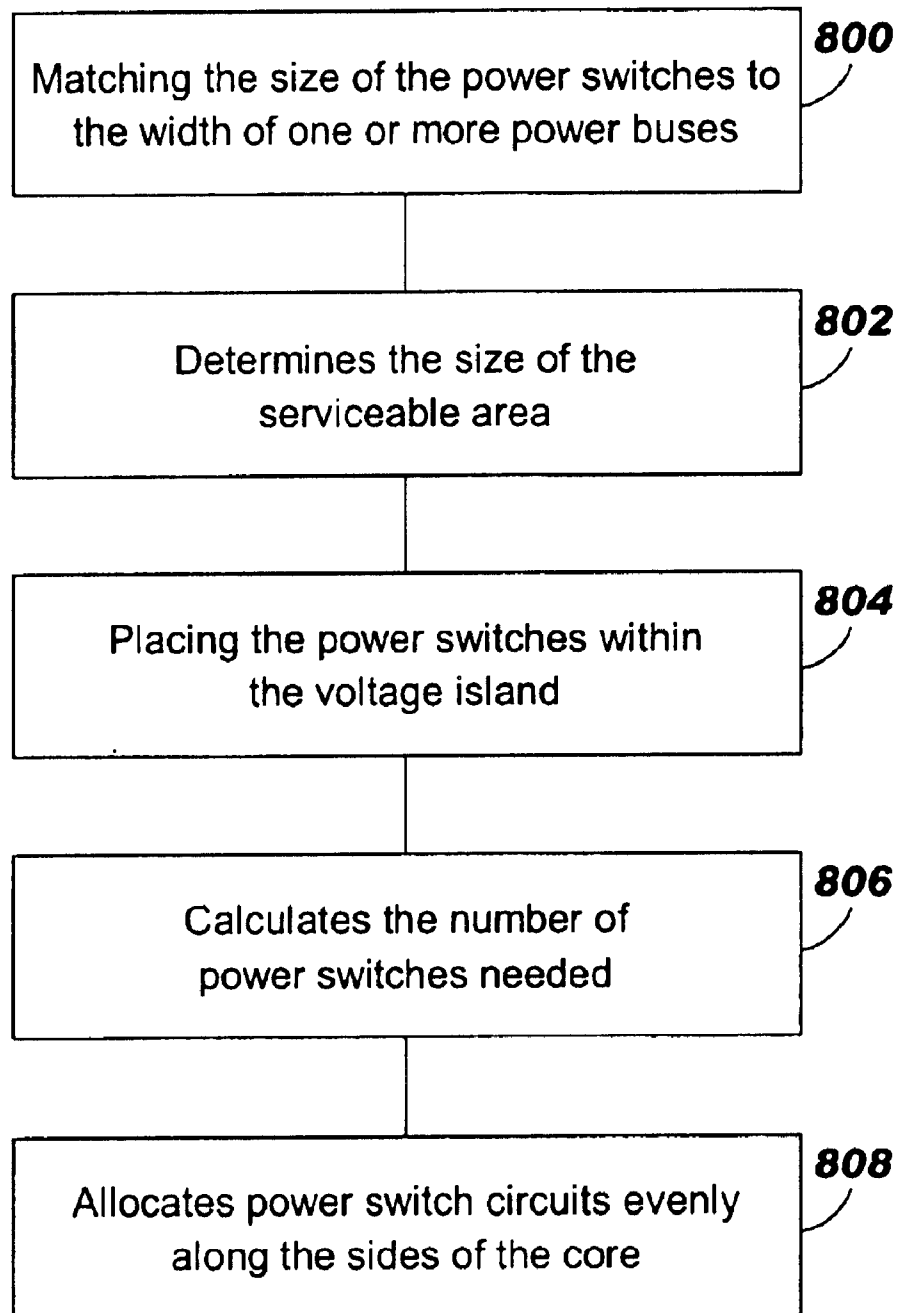 800
Matching the size of the power switches to
the width of one or more power buses
802
Determines the size of the
serviceable area
804
Placing the power switches within
the voltage island
806
Calculates the number of
power switches needed
808
Allocates power switch circuits evenly
along the sides of the core